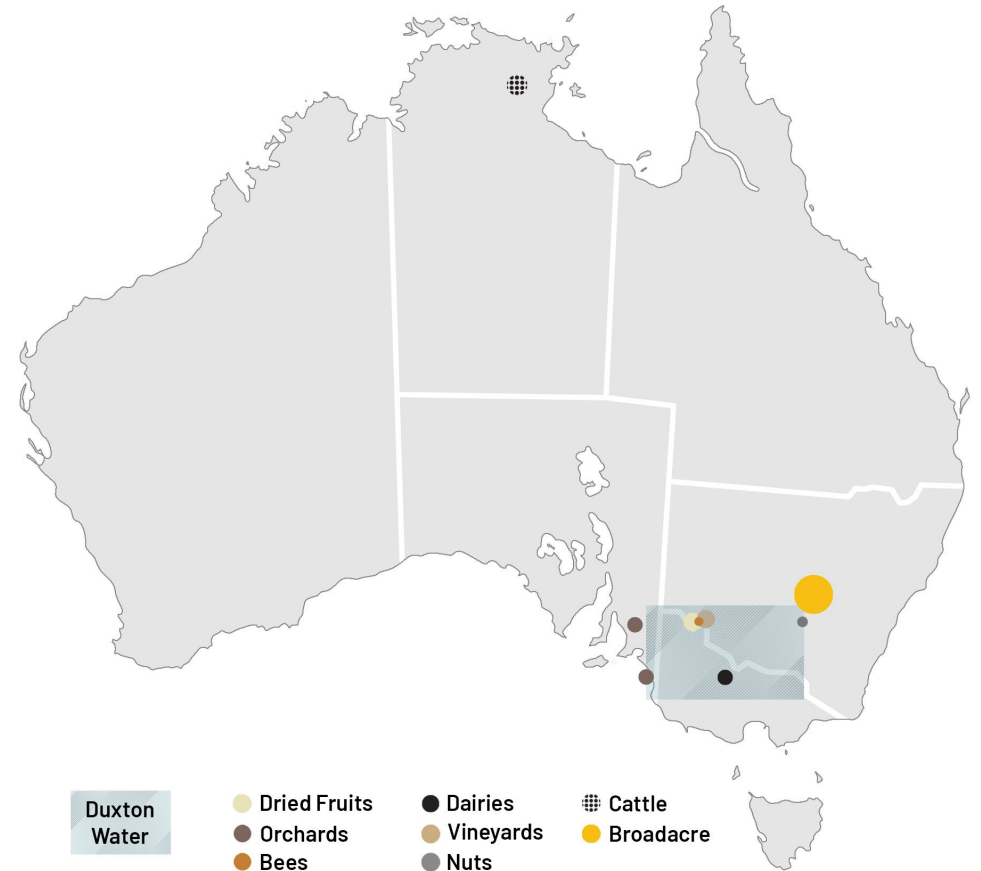 Duxton
Water
Dried Fruits
Orchards
Bees
Dairies
Vineyards
Nuts
Cattle
Broadacre